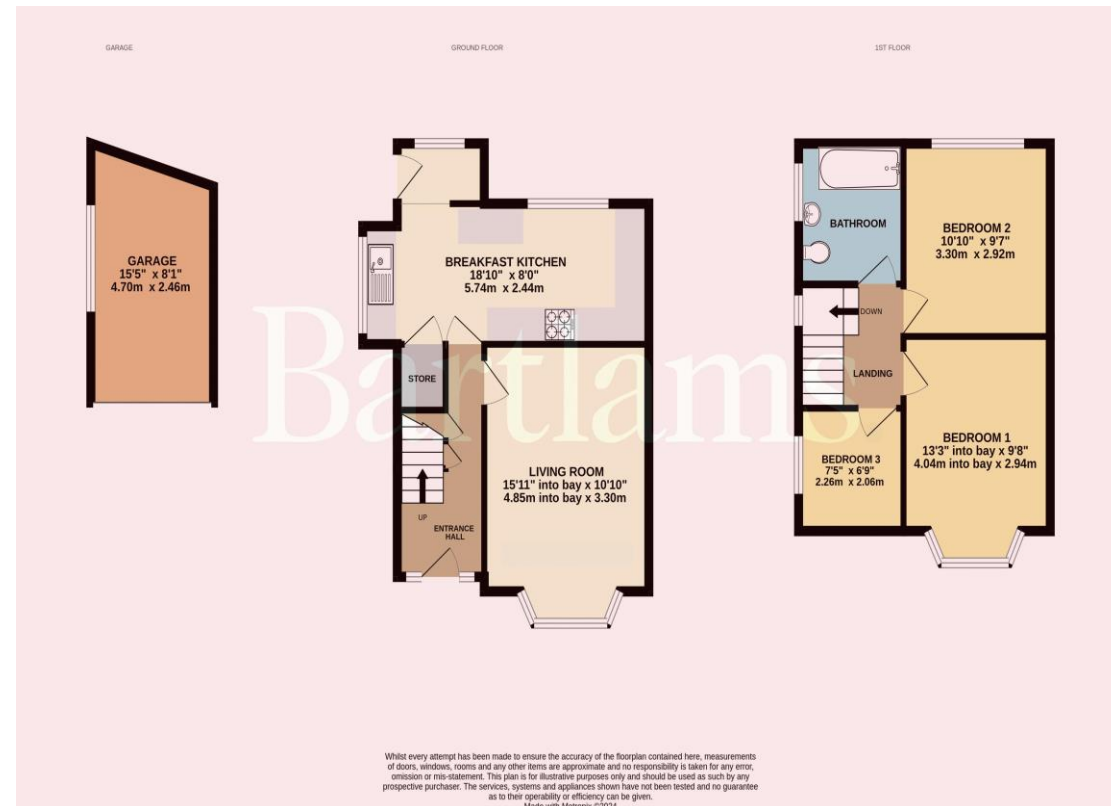 GARAGE
GROUND FLOOR
1ST FLOOR
GARAGE
15'5" x 8'1"
4.70m x 2.46m
BREAKFAST KITCHEN
18'10" x 8'0"
5.74m x 2.44m
STORE
LIVING ROOM
15'11" into bay x 10'10"
4.85m into bay x 3.30m
UP
ENTRANCE
HALL
BATHROOM
BEDROOM 2
10'10" x 9'7"
3.30m x 2.92m
DOWN
LANDING
BEDROOM 1
13'3" into bay x 9'8"
4.04m into bay x 2.94m
BEDROOM 3
7'5" x 6'9"
2.26m x 2.06m
Bartlams
Whilst every attempt has been made to ensure the accuracy of the floorplan contained here, measurements
of doors, windows, rooms and any other items are approximate and no responsibility is taken for any error,
omission or mis-statement. This plan is for illustrative purposes only and should be used as such by any
prospective purchaser. The services, systems and appliances shown have not been tested and no guarantee
as to their operability or efficiency can be given.
Made with Metropix ©2024